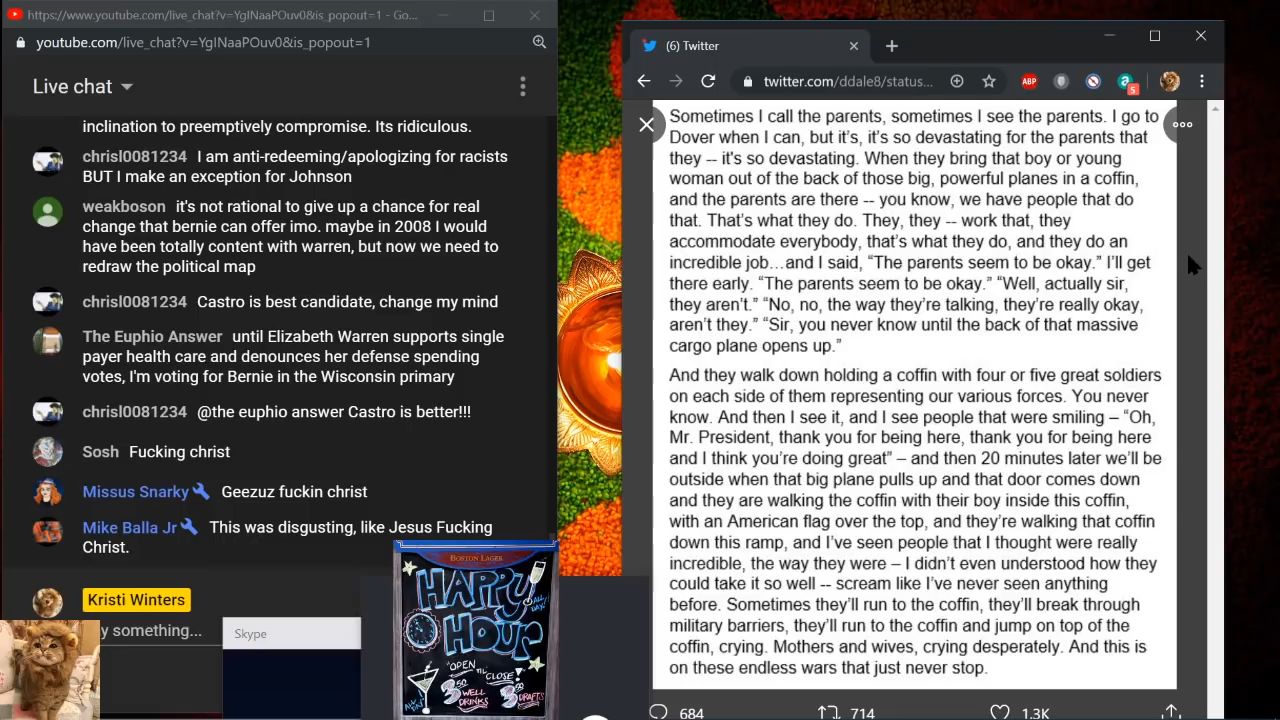 https://www.youtube.com/live_chat?v=YgINaaPOuv0&is_popout=1 - Go...
youtube.com/live_chat?v=YgINaaPOuv0&is_popout=1
Live chat
inclination to preemptively compromise. Its ridiculous.
chrisl0081234 I am anti-redeeming/apologizing for racists
BUT I make an exception for Johnson
weakboson it's not rational to give up a chance for real
change that bernie can offer imo. maybe in 2008 I would
have been totally content with warren, but now we need to
redraw the political map
chrisl0081234 Castro is best candidate, change my mind
The Euphio Answer until Elizabeth Warren supports single
payer health care and denounces her defense spending
votes, I'm voting for Bernie in the Wisconsin primary
chrisl0081234 @the euphio answer Castro is better!!!
Sosh Fucking christ
Missus Snarky Geezuz fuckin christ
Mike Balla Jr This was disgusting, like Jesus Fucking
Christ.
Kristi Winters
y something...
Skype
BOSTON LAGER
HAPPY
ALL DAY!
HOUR
"OPEN 'TIL" CLOSE!
3.50 WELL DRINKS
3.50 DRAFTS
(6) Twitter
twitter.com/ddale8/status...
ABP
5
Sometimes I call the parents, sometimes I see the parents. I go to
Dover when I can, but it's, it's so devastating for the parents that
they -- it's so devastating. When they bring that boy or young
woman out of the back of those big, powerful planes in a coffin,
and the parents are there -- you know, we have people that do
that. That's what they do. They, they -- work that, they
accommodate everybody, that's what they do, and they do an
incredible job…and I said, “The parents seem to be okay.” I'll get
there early. “The parents seem to be okay.” “Well, actually sir,
they aren't.” “No, no, the way they're talking, they're really okay,
aren't they.” “Sir, you never know until the back of that massive
cargo plane opens up.”
And they walk down holding a coffin with four or five great soldiers
on each side of them representing our various forces. You never
know. And then I see it, and I see people that were smiling – “Oh,
Mr. President, thank you for being here, thank you for being here
and I think you're doing great” – and then 20 minutes later we'll be
outside when that big plane pulls up and that door comes down
and they are walking the coffin with their boy inside this coffin,
with an American flag over the top, and they're walking that coffin
down this ramp, and I've seen people that I thought were really
incredible, the way they were – I didn't even understood how they
could take it so well -- scream like I've never seen anything
before. Sometimes they'll run to the coffin, they'll break through
military barriers, they'll run to the coffin and jump on top of the
coffin, crying. Mothers and wives, crying desperately. And this is
on these endless wars that just never stop.
684
714
1.3K